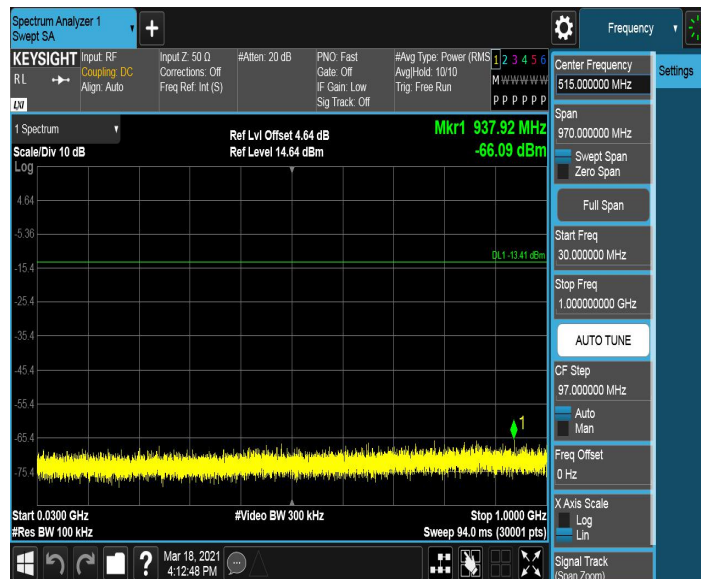 Spectrum Analyzer 1
Swept SA
+
Frequency
KEYSIGHT
RL
LXI
Input: RF
Coupling: DC
Align: Auto
Input Z: 50 Ω
Corrections: Off
Freq Ref: Int (S)
#Atten: 20 dB
PNO: Fast
Gate: Off
IF Gain: Low
Sig Track: Off
#Avg Type: Power (RMS
Avg|Hold: 10/10
Trig: Free Run
1 2 3 4 5 6
M W W W W W
P P P P P P
Center Frequency
515.000000 MHz
Settings
Span
970.000000 MHz
Swept Span
Zero Span
Full Span
Start Freq
30.000000 MHz
Stop Freq
1.000000000 GHz
AUTO TUNE
CF Step
97.000000 MHz
Auto
Man
Freq Offset
0 Hz
X Axis Scale
Log
Lin
Signal Track
(Span Zoom)
1 Spectrum
Scale/Div 10 dB
Log
Ref Lvl Offset 4.64 dB
Ref Level 14.64 dBm
Mkr1 937.92 MHz
-66.09 dBm
4.64
-5.36
DL1 -13.41 dBm
-15.4
-25.4
-35.4
-45.4
-55.4
1
-65.4
-75.4
Start 0.0300 GHz
#Res BW 100 kHz
#Video BW 300 kHz
Stop 1.0000 GHz
Sweep 94.0 ms (30001 pts)
?
Mar 18, 2021
4:12:48 PM